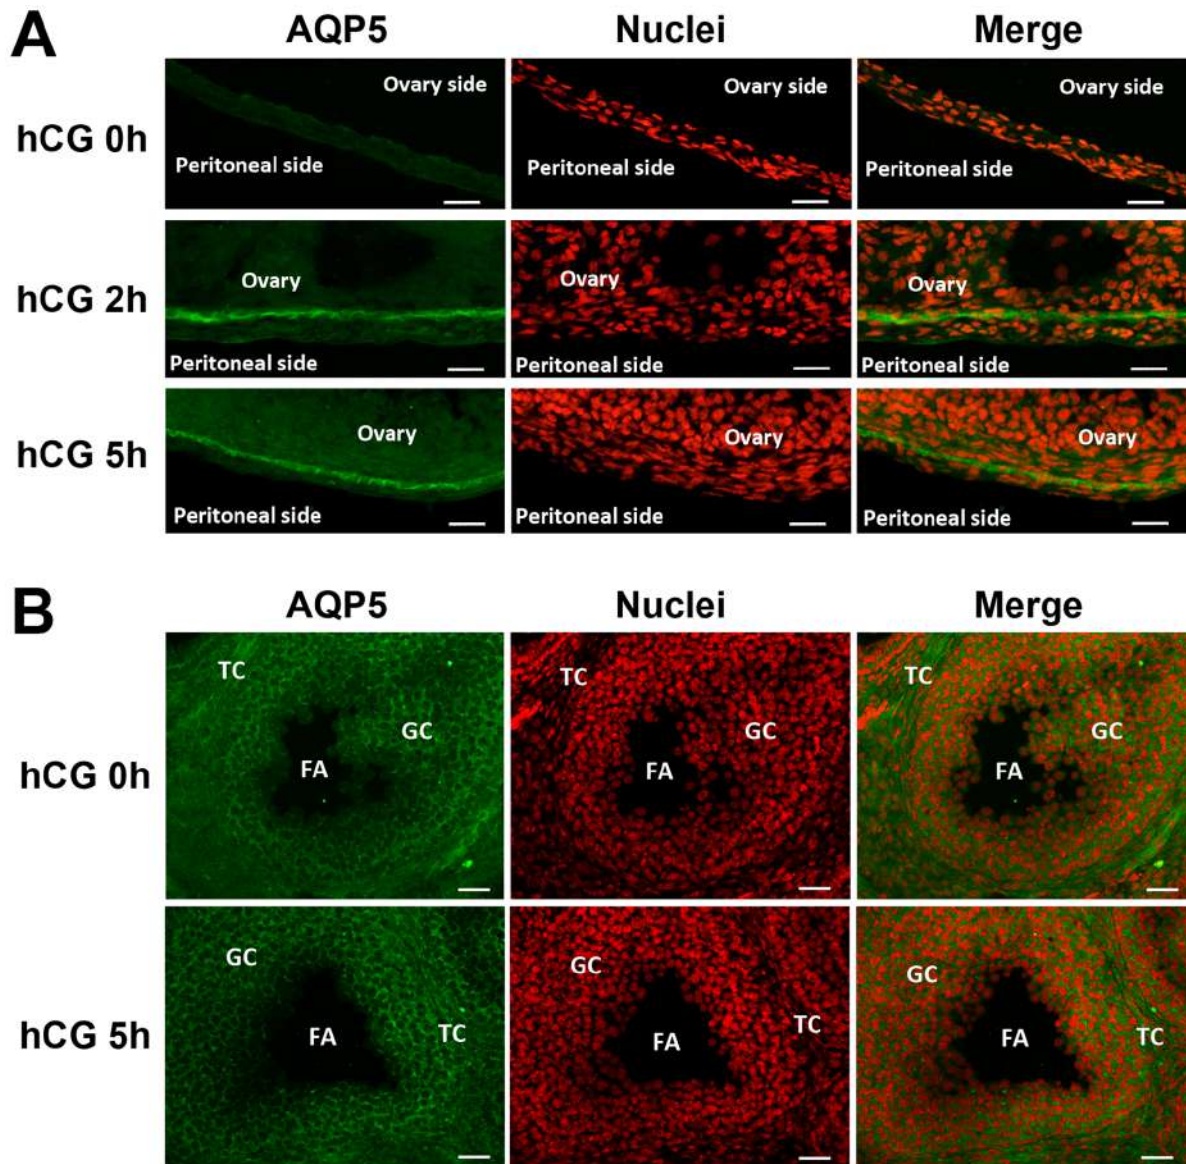 A
AQP5 Nuclei Merge
hCG 0h
Ovary side Ovary side Ovary side
Peritoneal side Peritoneal side Peritoneal side
hCG 2h
Ovary Ovary Ovary
Peritoneal side Peritoneal side Peritoneal side
hCG 5h
Ovary Ovary Ovary
Peritoneal side Peritoneal side Peritoneal side
B
AQP5 Nuclei Merge
hCG 0h
TC TC TC
GC GC GC
FA FA FA
hCG 5h
GC GC GC
FA TC FA TC FA TC